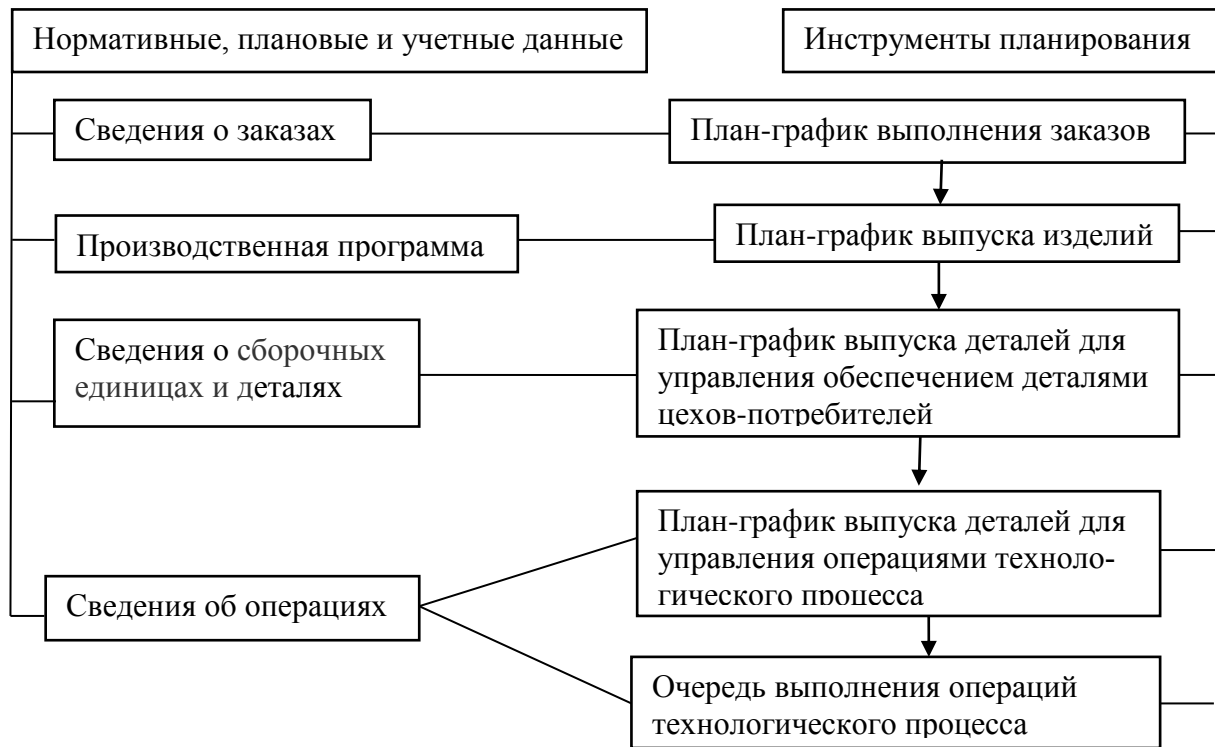 Нормативные, плановые и учетные данные
Инструменты планирования
Сведения о заказах
План-график выполнения заказов
Производственная программа
План-график выпуска изделий
Сведения о сборочных
единицах и деталях
План-график выпуска деталей для
управления обеспечением деталями
цехов-потребителей
Сведения об операциях
План-график выпуска деталей для
управления операциями техноло-
гического процесса
Очередь выполнения операций
технологического процесса